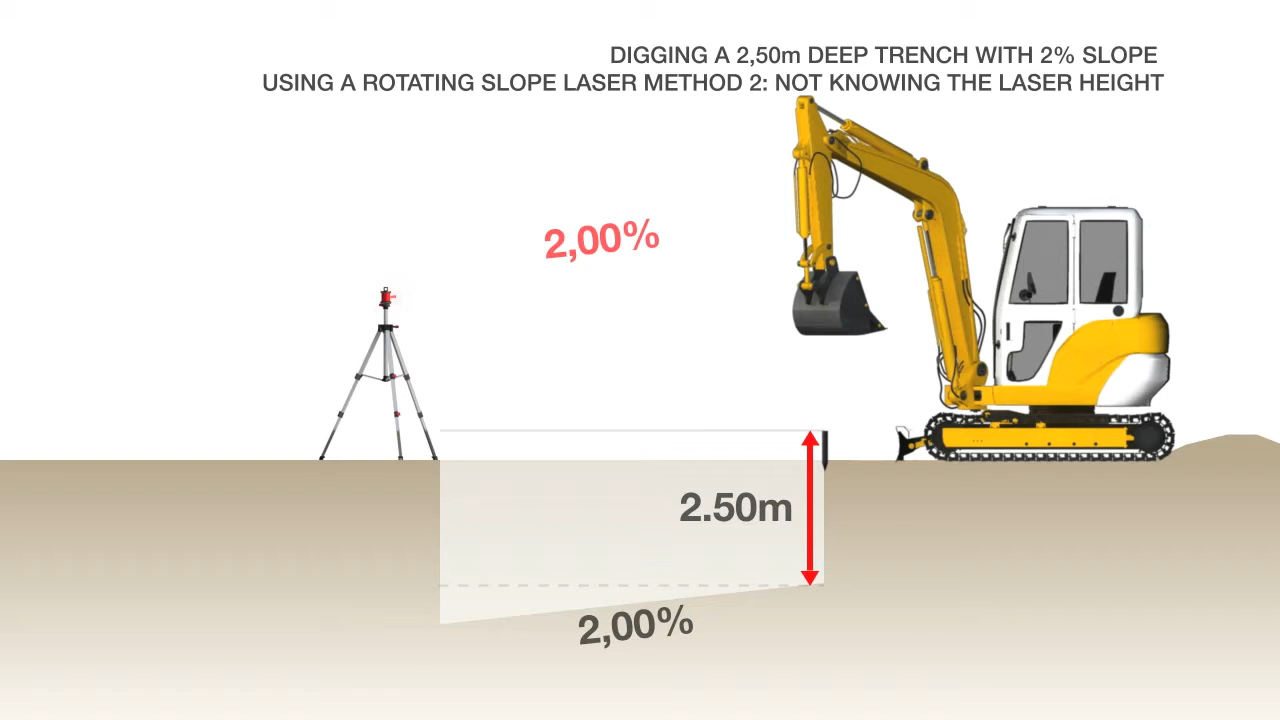 DIGGING A 2,50m DEEP TRENCH WITH 2% SLOPE
USING A ROTATING SLOPE LASER METHOD 2: NOT KNOWING THE LASER HEIGHT
2,00%
2.50m
2,00%